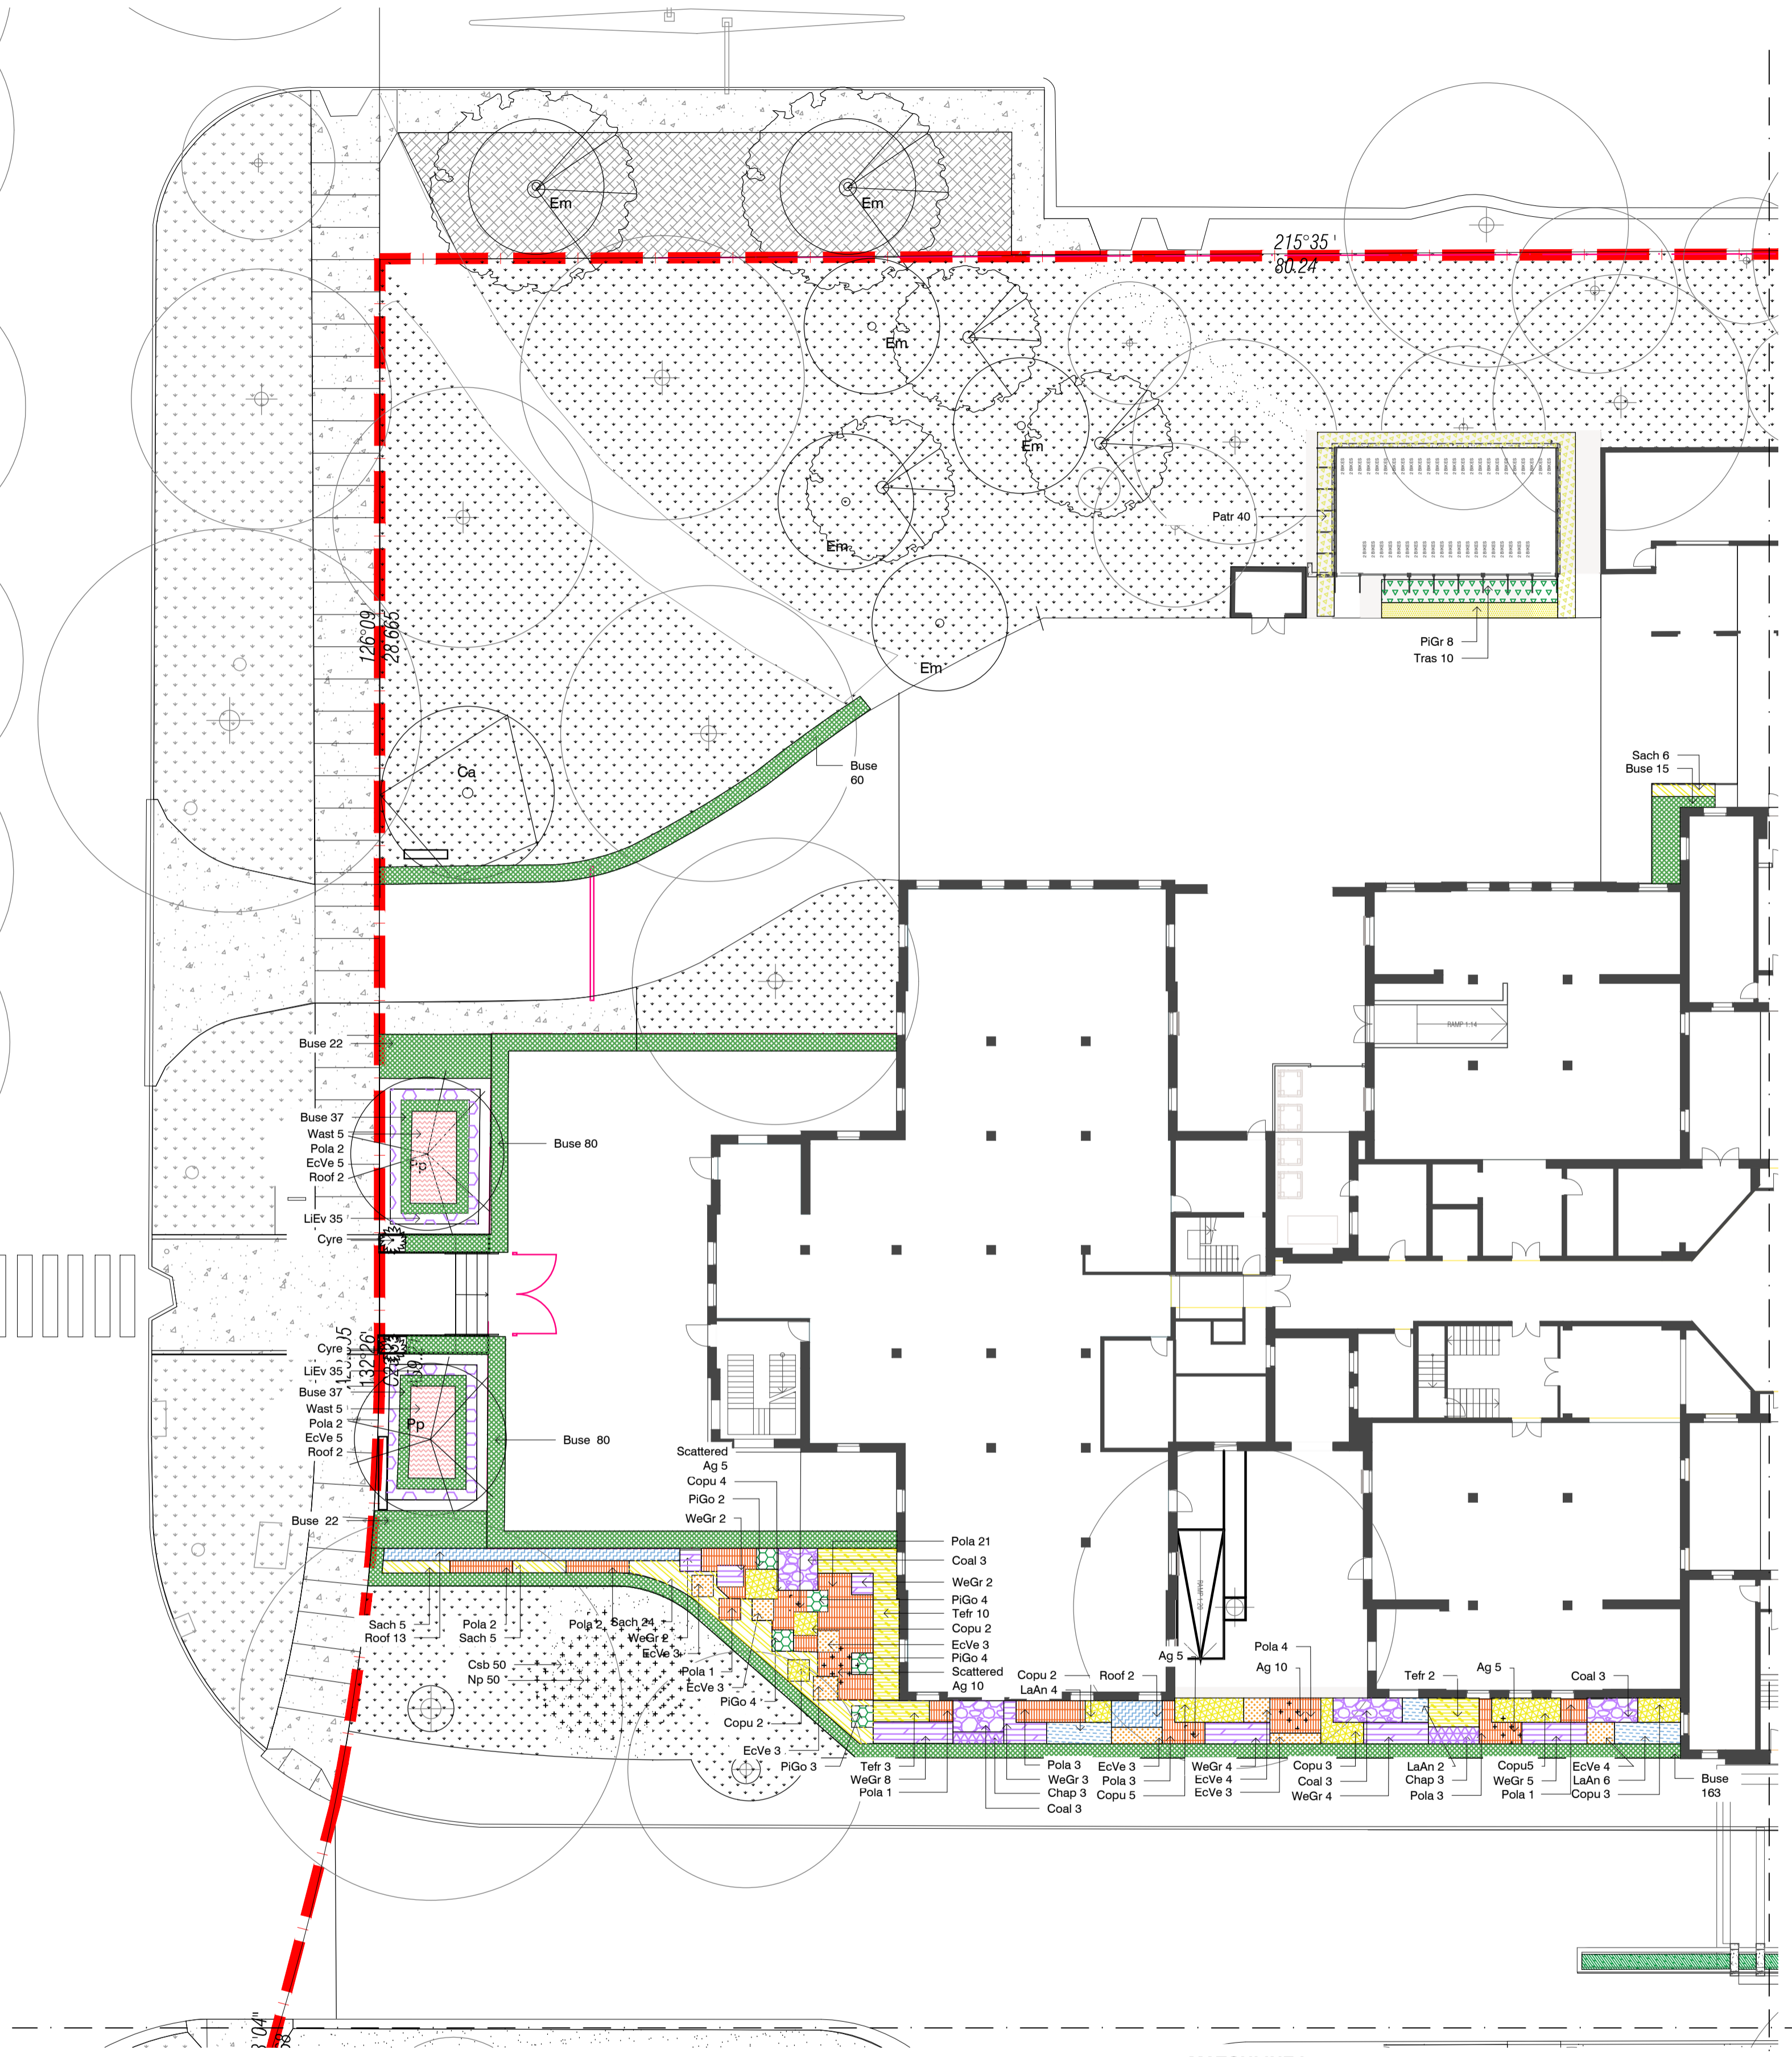 Em
Em
215°35'
80.24
Em
Em
Patr 40
Em
126°09'
28.665
PiGr 8
Tras 10
Em
Sach 6
Buse 15
Ca
Buse
60
RAMP 1:14
Buse 22
Buse 37
Wast 5
Pola 2
EcVe 5
Roof 2
Buse 80
LiEv 35
Cyre
Cyre
132°26'
LiEv 35
Buse 37
Wast 5
Pp
Pola 2
EcVe 5
Roof 2
Buse 80
Scattered
Ag 5
Copu 4
PiGo 2
WeGr 2
Buse 22
Pola 21
Coal 3
WeGr 2
PiGo 4
Tefr 10
Copu 2
EcVe 3
PiGo 4
Scattered
Ag 10
Sach 5
Roof 13
Pola 2
Sach 5
Pola 2
Sach 24
WeGr 2
EcVe 3
Csb 50
Np 50
Pola 1
EcVe 3
PiGo 4
Copu 2
EcVe 3
PiGo 3
Copu 2
LaAn 4
Roof 2
Ag 5
Pola 4
Ag 10
Tefr 2
Ag 5
Coal 3
Tefr 3
WeGr 8
Pola 1
Pola 3
WeGr 3
Chap 3
Coal 3
EcVe 3
Pola 3
Copu 5
WeGr 4
EcVe 4
EcVe 3
Copu 3
Coal 3
WeGr 4
LaAn 2
Chap 3
Pola 3
Copu5
WeGr 5
Pola 1
EcVe 4
LaAn 6
Copu 3
Buse
163